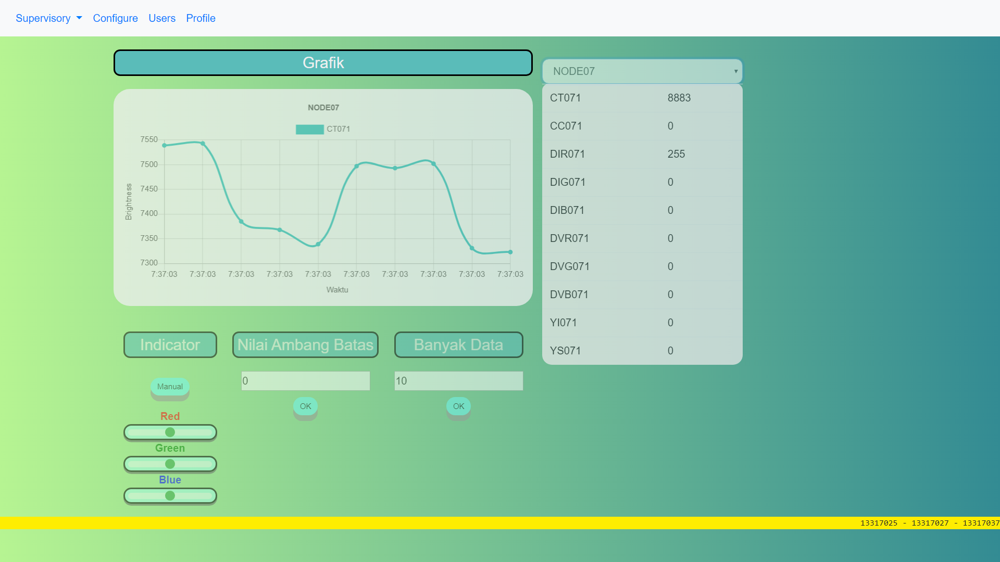 Supervisory Configure Users Profile
Grafik
NODE07
CT071
7550
7500
7450
7400
7350
7300
Brightness
7:37:03 7:37:03 7:37:03 7:37:03 7:37:03 7:37:03 7:37:03 7:37:03 7:37:03 7:37:03
Waktu
NODE07
CT071 8883
CC071 0
DIR071 255
DIG071 0
DIB071 0
DVR071 0
DVG071 0
DVB071 0
YI071 0
YS071 0
Indicator
Manual
Red
Green
Blue
Nilai Ambang Batas
0
OK
Banyak Data
10
OK
13317025 - 13317027 - 13317037